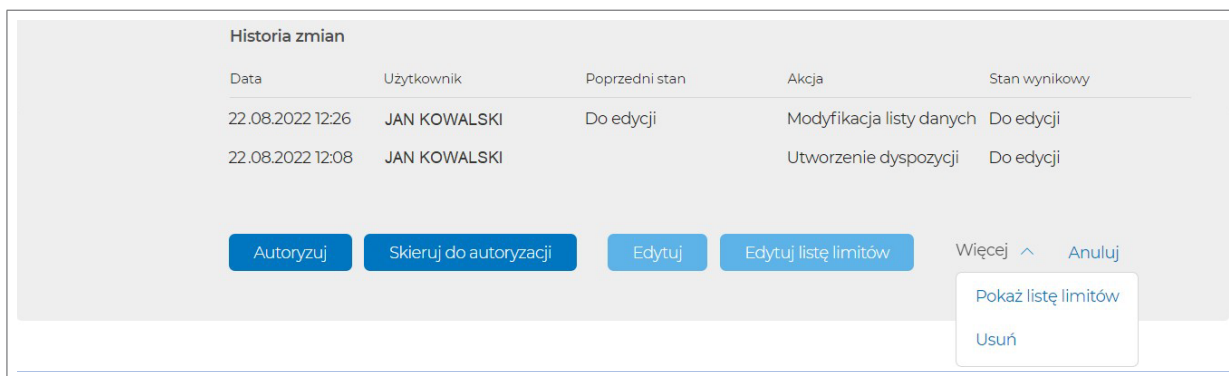 Historia zmian
Data Użytkownik Poprzedni stan Akcja Stan wynikowy
22.08.2022 12:26 JAN KOWALSKI Do edycji Modyfikacja listy danych Do edycji
22.08.2022 12:08 JAN KOWALSKI Utworzenie dyspozycji Do edycji
Autoryzuj Skieruj do autoryzacji Edytuj Edytuj listę limitów Więcej Anuluj
Pokaż listę limitów
Usuń